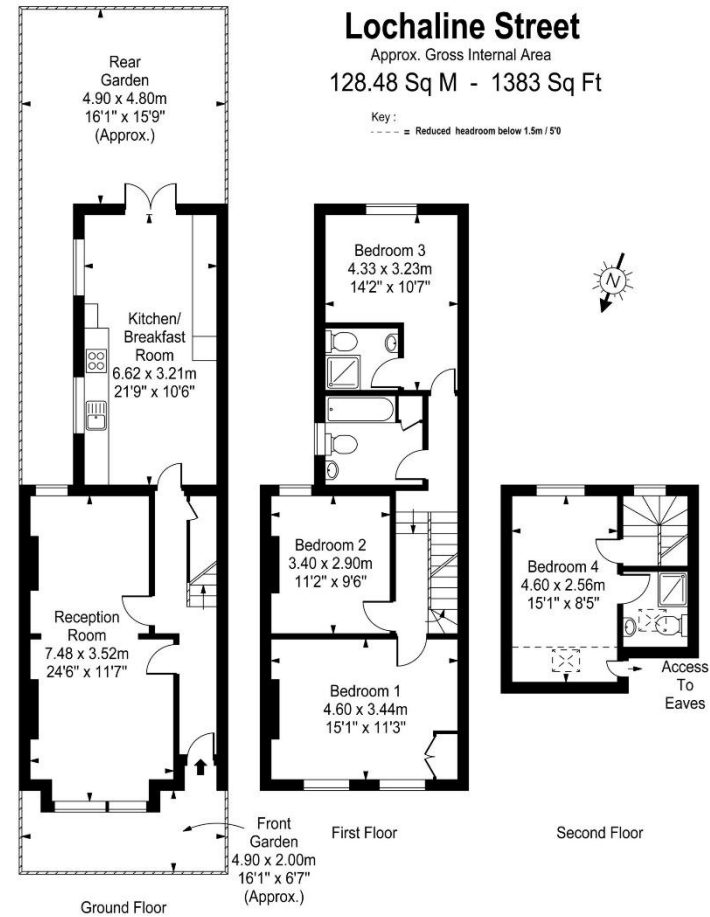 Lochaline Street
Approx. Gross Internal Area
128.48 Sq M - 1383 Sq Ft
Key :
= Reduced headroom below 1.5m / 5'0
Rear
Garden
4.90 x 4.80m
16'1" x 15'9"
(Approx.)
Kitchen/
Breakfast
Room
6.62 x 3.21m
21'9" x 10'6"
Reception
Room
7.48 x 3.52m
24'6" x 11'7"
Front
Garden
4.90 x 2.00m
16'1" x 6'7"
(Approx.)
Ground Floor
Bedroom 3
4.33 x 3.23m
14'2" x 10'7"
Bedroom 2
3.40 x 2.90m
11'2" x 9'6"
Bedroom 1
4.60 x 3.44m
15'1" x 11'3"
First Floor
N
Bedroom 4
4.60 x 2.56m
15'1" x 8'5"
Access
To
Eaves
Second Floor